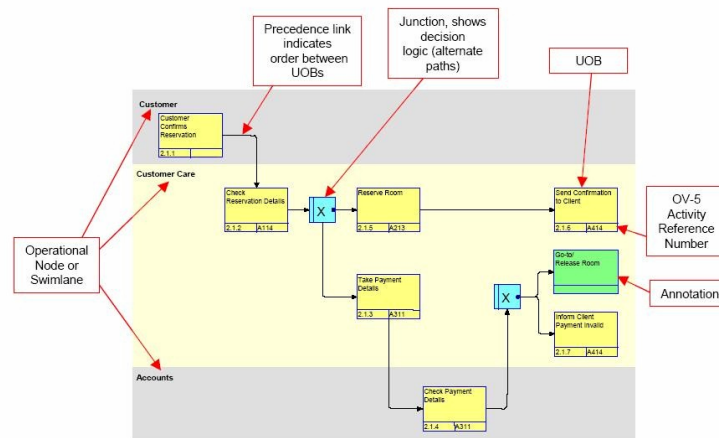 Precedence link
indicates
order between
UOBs
Junction, shows
decision
logic (alternate
paths)
UOB
Customer
Customer
Confirms
Reservation
2.1.1
Customer Care
Check
Reservation Details
2.1.2 A114
X
Reserve Room
2.1.5 A213
Send Confirmation
to Client
2.1.6 A414
OV-5
Activity
Reference
Number
Operational
Node or
Swimlane
Take Payment
Details
2.1.3 A311
X
Go-to/
Release Room
Annotation
Inform Client
Payment Invalid
2.1.7 A414
Accounts
Check Payment
Details
2.1.4 A311